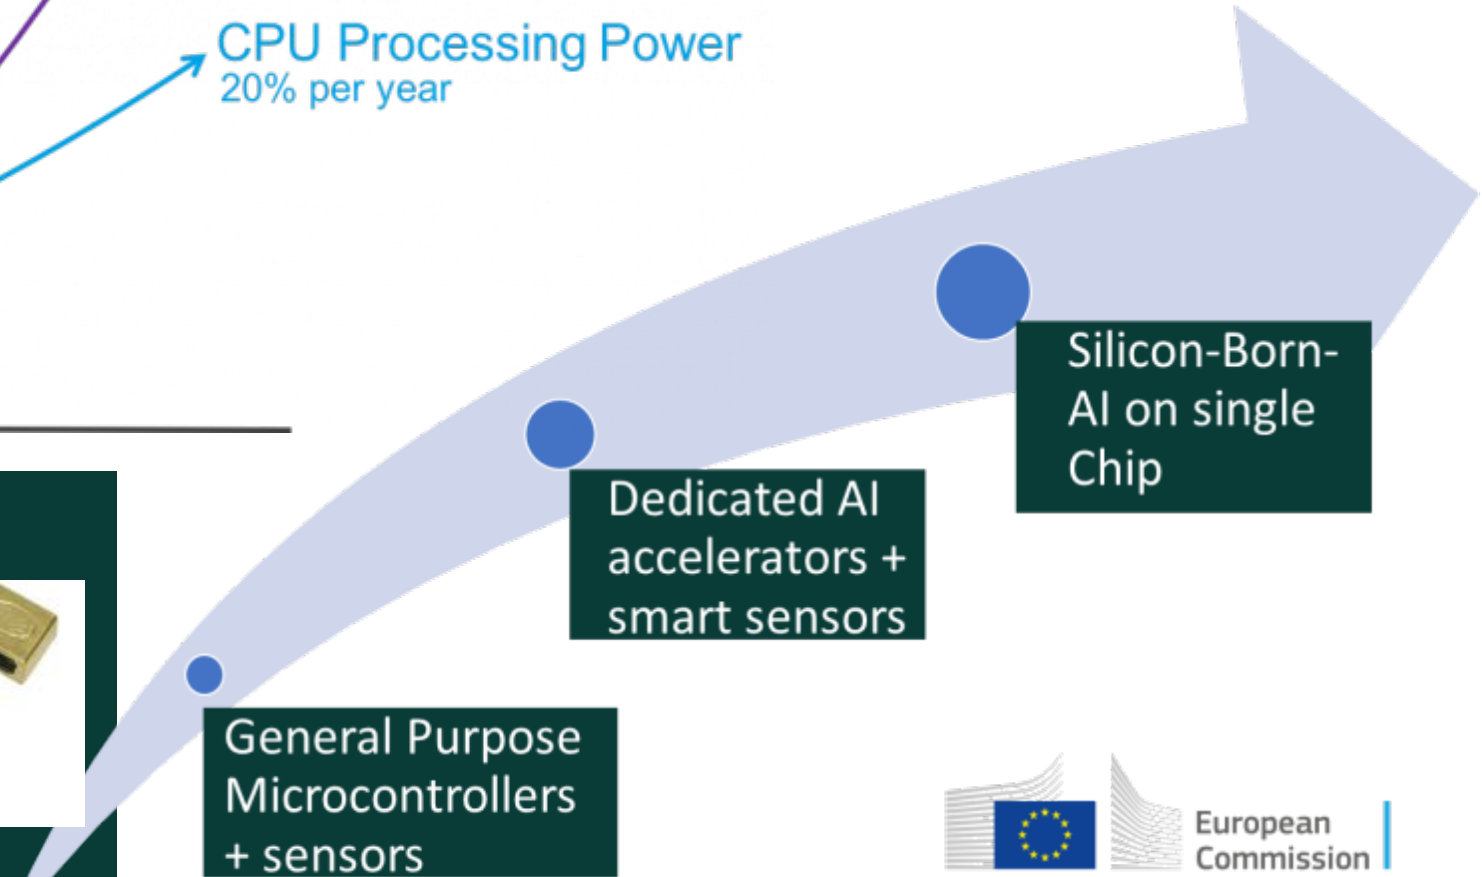 CPU Processing Power
20% per year
Silicon-Born-
AI on single
Chip
Dedicated AI
accelerators +
smart sensors
General Purpose
Microcontrollers
+ sensors
European
Commission